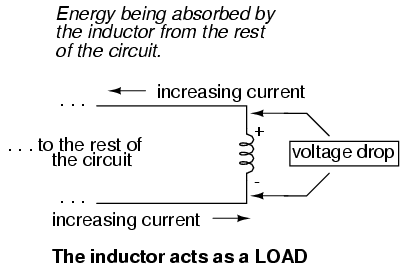 Energy being absorbed by
the inductor from the rest
of the circuit.
increasing current
. . .
+
. . . to the rest of
the circuit
voltage drop
-
. . .
increasing current
The inductor acts as a LOAD